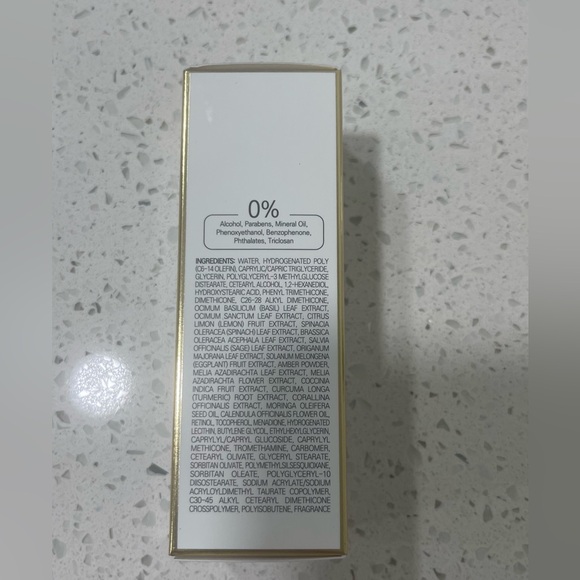 0%
Alcohol, Parabens, Mineral Oil,
Phenoxyethanol, Benzophenone,
Phthalates, Triclosan
INGREDIENTS: WATER, HYDROGENATED POLY
(C6-14 OLEFIN), CAPRYLIC/CAPRIC TRIGLYCERIDE,
GLYCERIN, POLYGLYCERYL-3 METHYLGLUCOSE
DISTEARATE, CETEARYL ALCOHOL, 1,2-HEXANEDIOL,
HYDROXYSTEARIC ACID, PHENYL TRIMETHICONE,
DIMETHICONE, C26-28 ALKYL DIMETHICONE,
OCIMUM BASILICUM (BASIL) LEAF EXTRACT,
OCIMUM SANCTUM LEAF EXTRACT, CITRUS
LIMON (LEMON) FRUIT EXTRACT, SPINACIA
OLERACEA (SPINACH) LEAF EXTRACT, BRASSICA
OLERACEA ACEPHALA LEAF EXTRACT, SALVIA
OFFICINALIS (SAGE) LEAF EXTRACT, ORIGANUM
MAJORANA LEAF EXTRACT, SOLANUM MELONGENA
(EGGPLANT) FRUIT EXTRACT, AMBER POWDER,
MELIA AZADIRACHTA LEAF EXTRACT, MELIA
AZADIRACHTA FLOWER EXTRACT, COCCINIA
INDICA FRUIT EXTRACT, CURCUMA LONGA
(TURMERIC) ROOT EXTRACT, CORALLINA
OFFICINALIS EXTRACT, MORINGA OLEIFERA
SEED OIL, CALENDULA OFFICINALIS FLOWER OIL,
RETINOL, TOCOPHEROL, MENADIONE, HYDROGENATED
LECITHIN, BUTYLENE GLYCOL, ETHYLHEXYLGLYCERIN,
CAPRYLYL/CAPRYL GLUCOSIDE, CAPRYLYL
METHICONE, TROMETHAMINE, CARBOMER,
CETEARYL OLIVATE, GLYCERYL STEARATE,
SORBITAN OLIVATE, POLYMETHYLSILSESQUIOXANE,
SORBITAN OLEATE, POLYGLYCERYL-10
DIISOSTEARATE, SODIUM ACRYLATE/SODIUM
ACRYLOYLDIMETHYL TAURATE COPOLYMER,
C30-45 ALKYL CETEARYL DIMETHICONE
CROSSPOLYMER, POLYISOBUTENE, FRAGRANCE